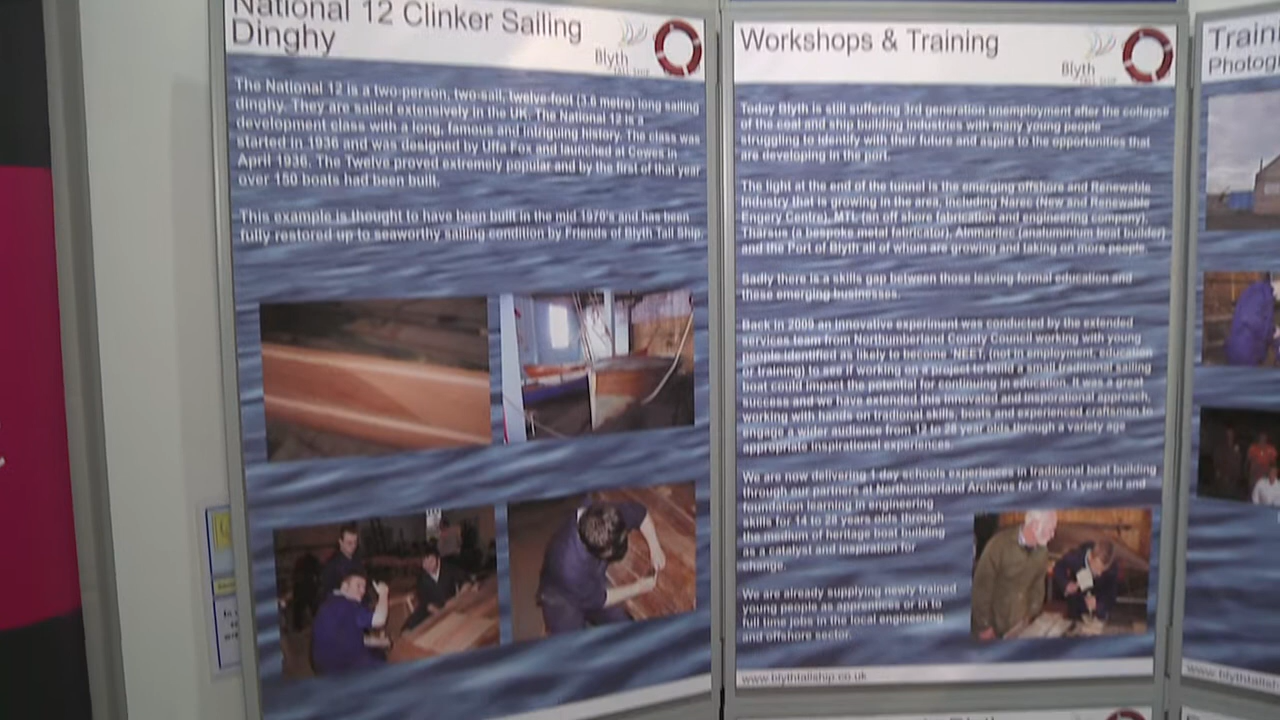 National 12 Clinker Sailing
Dinghy
Blyth
The National 12 is a two-person, two-sail, twelve-foot (3.6 metre) long sailing
dinghy. They are sailed extensively in the UK. The National 12 is a
development class with a long, famous and intriguing history. The class was
started in 1936 and was designed by Uffa Fox and launched at Cowes in
April 1936. The Twelve proved extremely popular and by the first of that year
over 150 boats had been built.
This example is thought to have been built in the mid 1970's and has been
fully restored up to seaworthy sailing condition by Friends of Blyth Tall Ship
Workshops & Training
Blyth
Today Blyth is still suffering 3rd generation unemployment after the collapse
of the coal and ship building industries with many young people
struggling to identify with their future and aspire to the opportunities that
are developing in the port.
The light at the end of the tunnel is the emerging offshore and Renewable
Industry that is growing in the area, including Narec (New and Renewable
Engery Centre), MTL (an off shore fabrication and engineering company),
and the Port of Blyth all of whom are growing and taking on more people.
Sadly there is a skills gap between those leaving formal education and
these emerging businesses.
Back in 2009 an innovative experiment was conducted by the extended
services team from Northumberland County Council working with young
people identified as likely to become NEET (not in employment, education
or training) to see if working on a project to build a small traditional sailing
boat could impact the potential for continuing in education. It was a great
success and we have extended the innovated and inspirational approach,
working with hands on tradional skills, tools and experienced craftsmen to
engage a wider audience from 11 to 28 year olds through a variety age
appropriate inspirational experiences.
We are now delivering 1 day schools experiences in traditional boat building
through our partners at Northumberland Archives for 10 to 14 year old and
foundation learning in engineering
skills for 14 to 28 years olds through
the medium of heritage boat building
as a catalyst and inspiration for
change.
We are already supplying newly trained
young people as apprentices or in to
full time jobs in the local engineering
and offshore sector.
www.blythtallship.co.uk
Traini
Photogr
www.blythtallsh